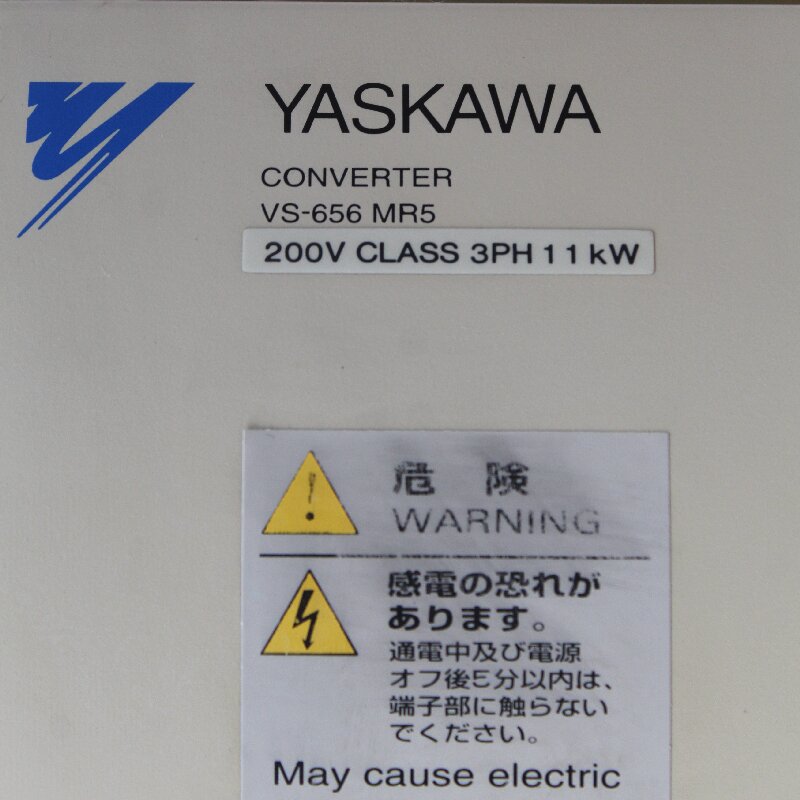 YASKAWA
CONVERTER
VS-656 MR5
200V CLASS 3PH 11kW
危 険
WARNING
感電の恐れが
あります。
通電中及び電源
オフ後5分以内は、
端子部に触らない
でください。
May cause electric